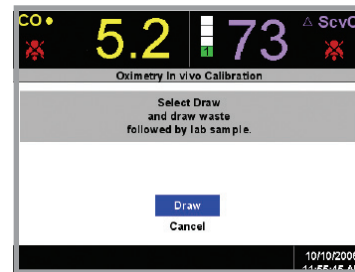 CO 5.2 1 73 ScvO
Oximetry In vivo Calibration
Select Draw
and draw waste
followed by lab sample.
Draw
Cancel
10/10/2008